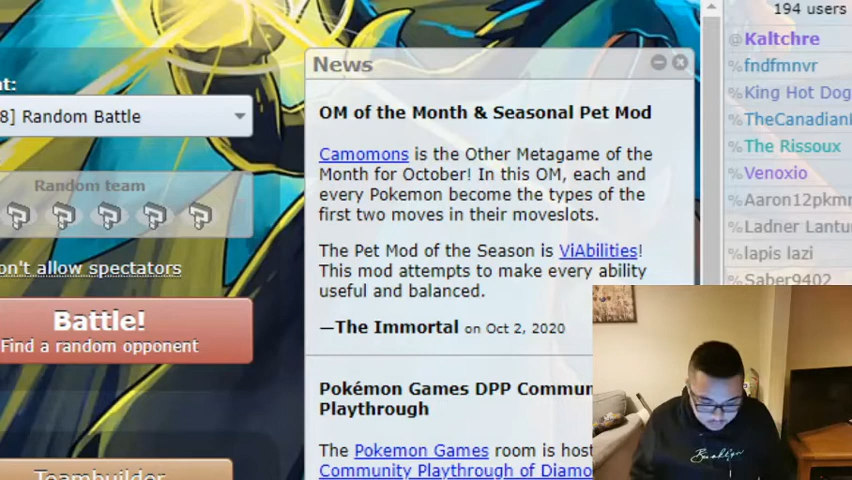 194 users
News
@Kaltchre
%fndfmnvr
%King Hot Dog
%TheCanadian
%The Rissoux
%Venoxio
%Aaron12pkmn
%Ladner Lantu
%lapis lazi
%Saber9402
8] Random Battle
Random team
on't allow spectators
Battle!
Find a random opponent
Teambuilder
OM of the Month & Seasonal Pet Mod
Camomons is the Other Metagame of the
Month for October! In this OM, each and
every Pokemon become the types of the
first two moves in their moveslots.
The Pet Mod of the Season is ViAbilities!
This mod attempts to make every ability
useful and balanced.
—The Immortal on Oct 2, 2020
Pokémon Games DPP Commun
Playthrough
The Pokemon Games room is host
Community Playthrough of Diamo
Brooklyn